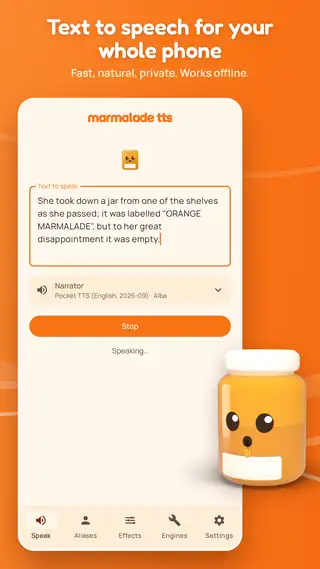 Text to speech for your
whole phone
Fast, natural, private. Works offline.
marmalade tts
Text to speak
She took down a jar from one of the shelves
as she passed; it was labelled “ORANGE
MARMALADE”, but to her great
disappointment it was empty.
Narrator
Pocket TTS (English, 2026-09) · Alba
Stop
Speaking…
Speak
Aliases
Effects
Engines
Settings